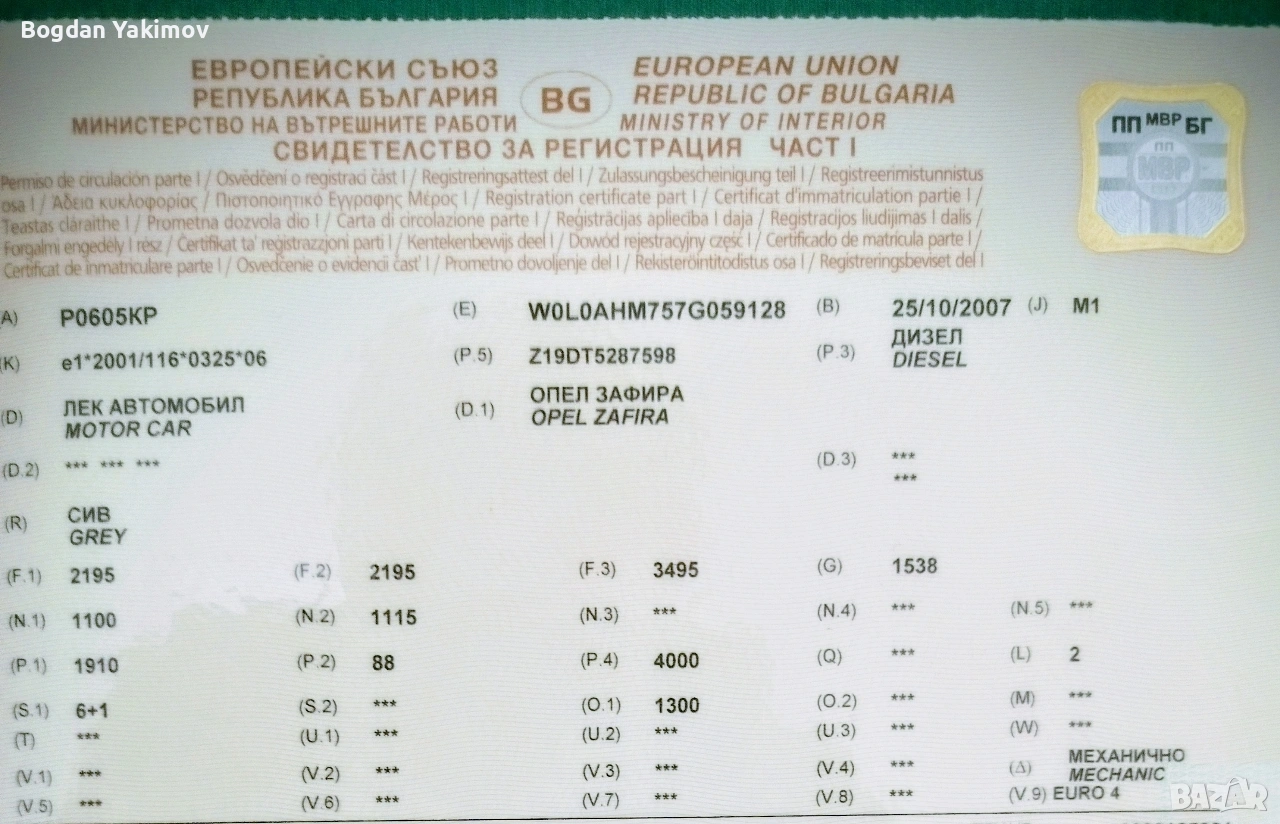 Bogdan Yakimov
ЕВРОПЕЙСКИ СЪЮЗ
EUROPEAN UNION
РЕПУБЛИКА БЪЛГАРИЯ
BG
REPUBLIC OF BULGARIA
МИНИСТЕРСТВО НА ВЪТРЕШНИТЕ РАБОТИ
MINISTRY OF INTERIOR
СВИДЕТЕЛСТВО ЗА РЕГИСТРАЦИЯ ЧАСТ I
ПП МВР БГ
ПП
МВР
Permiso de circulación parte I / Osvědčení o registraci část I / Registreringsattest del I / Zulassungsbescheinigung teil I / Registreerimistunnistus
osa I / Άδεια κυκλοφορίας / Πιστοποιητικό Εγγραφής Μέρος I / Registration certificate part I / Certificat d'immatriculation partie I /
Teastas cláraithe I / Prometna dozvola dio I / Carta di circolazione parte I / Reģistrācijas apliecība I daja / Registracijos liudijimas I dalis /
Forgalmi engedély I rész / Ċertifikat ta' registrazzjoni parti I / Kentekenbewijs deel I / Dowód rejestracyjny część I / Certificado de matrícula parte I /
Certificat de înmatriculare parte I / Osvedčenie o evidencii časť I / Prometno dovoljenje del I / Rekisteröintitodistus osa I / Registreringsbeviset del I
A) P0605KP (E) W0L0AHM757G059128 (B) 25/10/2007 (J) M1
(K) e1*2001/116*0325*06 (P.5) Z19DT5287598 (P.3) ДИЗЕЛ
DIESEL
(D) ЛЕК АВТОМОБИЛ (D.1) ОПЕЛ ЗАФИРА
MOTOR CAR OPEL ZAFIRA
(D.2) *** *** *** (D.3) ***
***
(R) СИВ
GREY
(F.1) 2195 (F.2) 2195 (F.3) 3495 (G) 1538
(N.1) 1100 (N.2) 1115 (N.3) *** (N.4) *** (N.5) ***
(P.1) 1910 (P.2) 88 (P.4) 4000 (Q) *** (L) 2
(S.1) 6+1 (S.2) *** (O.1) 1300 (O.2) *** (M) ***
(T) *** (U.1) *** (U.2) *** (U.3) *** (W) ***
(V.1) *** (V.2) *** (V.3) *** (V.4) *** (Δ) МЕХАНИЧНО
MECHANIC
(V.5) *** (V.6) *** (V.7) *** (V.8) *** (V.9) EURO 4
BAZAR